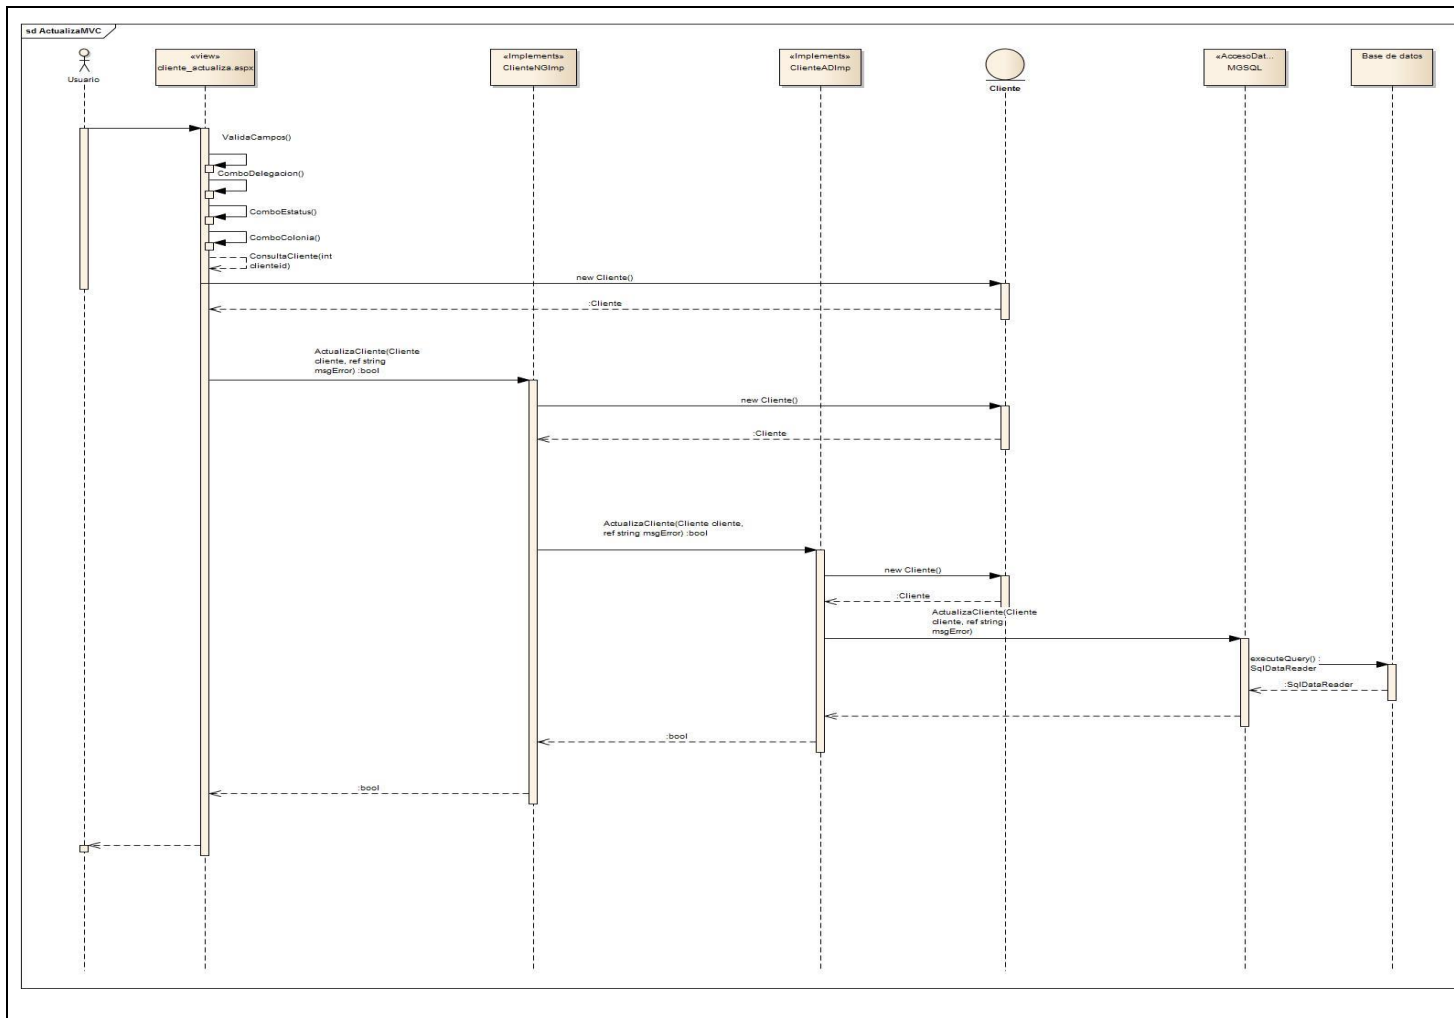 sd ActualizaMVC
Usuario
«view»
cliente_actualiza.aspx
«Implements»
ClienteNGImp
«Implements»
ClienteADImp
Cliente
«AccesoDat...
MGSQL
Base de datos
ValidaCampos()
ComboDelegacion()
ComboEstatus()
ComboColonia()
ConsultaCliente(int
clienteid)
new Cliente()
:Cliente
ActualizaCliente(Cliente
cliente, ref string
msgError) :bool
new Cliente()
:Cliente
ActualizaCliente(Cliente cliente,
ref string msgError) :bool
new Cliente()
:Cliente
ActualizaCliente(Cliente
cliente, ref string
msgError)
executeQuery() :
SqlDataReader
:SqlDataReader
:bool
:bool